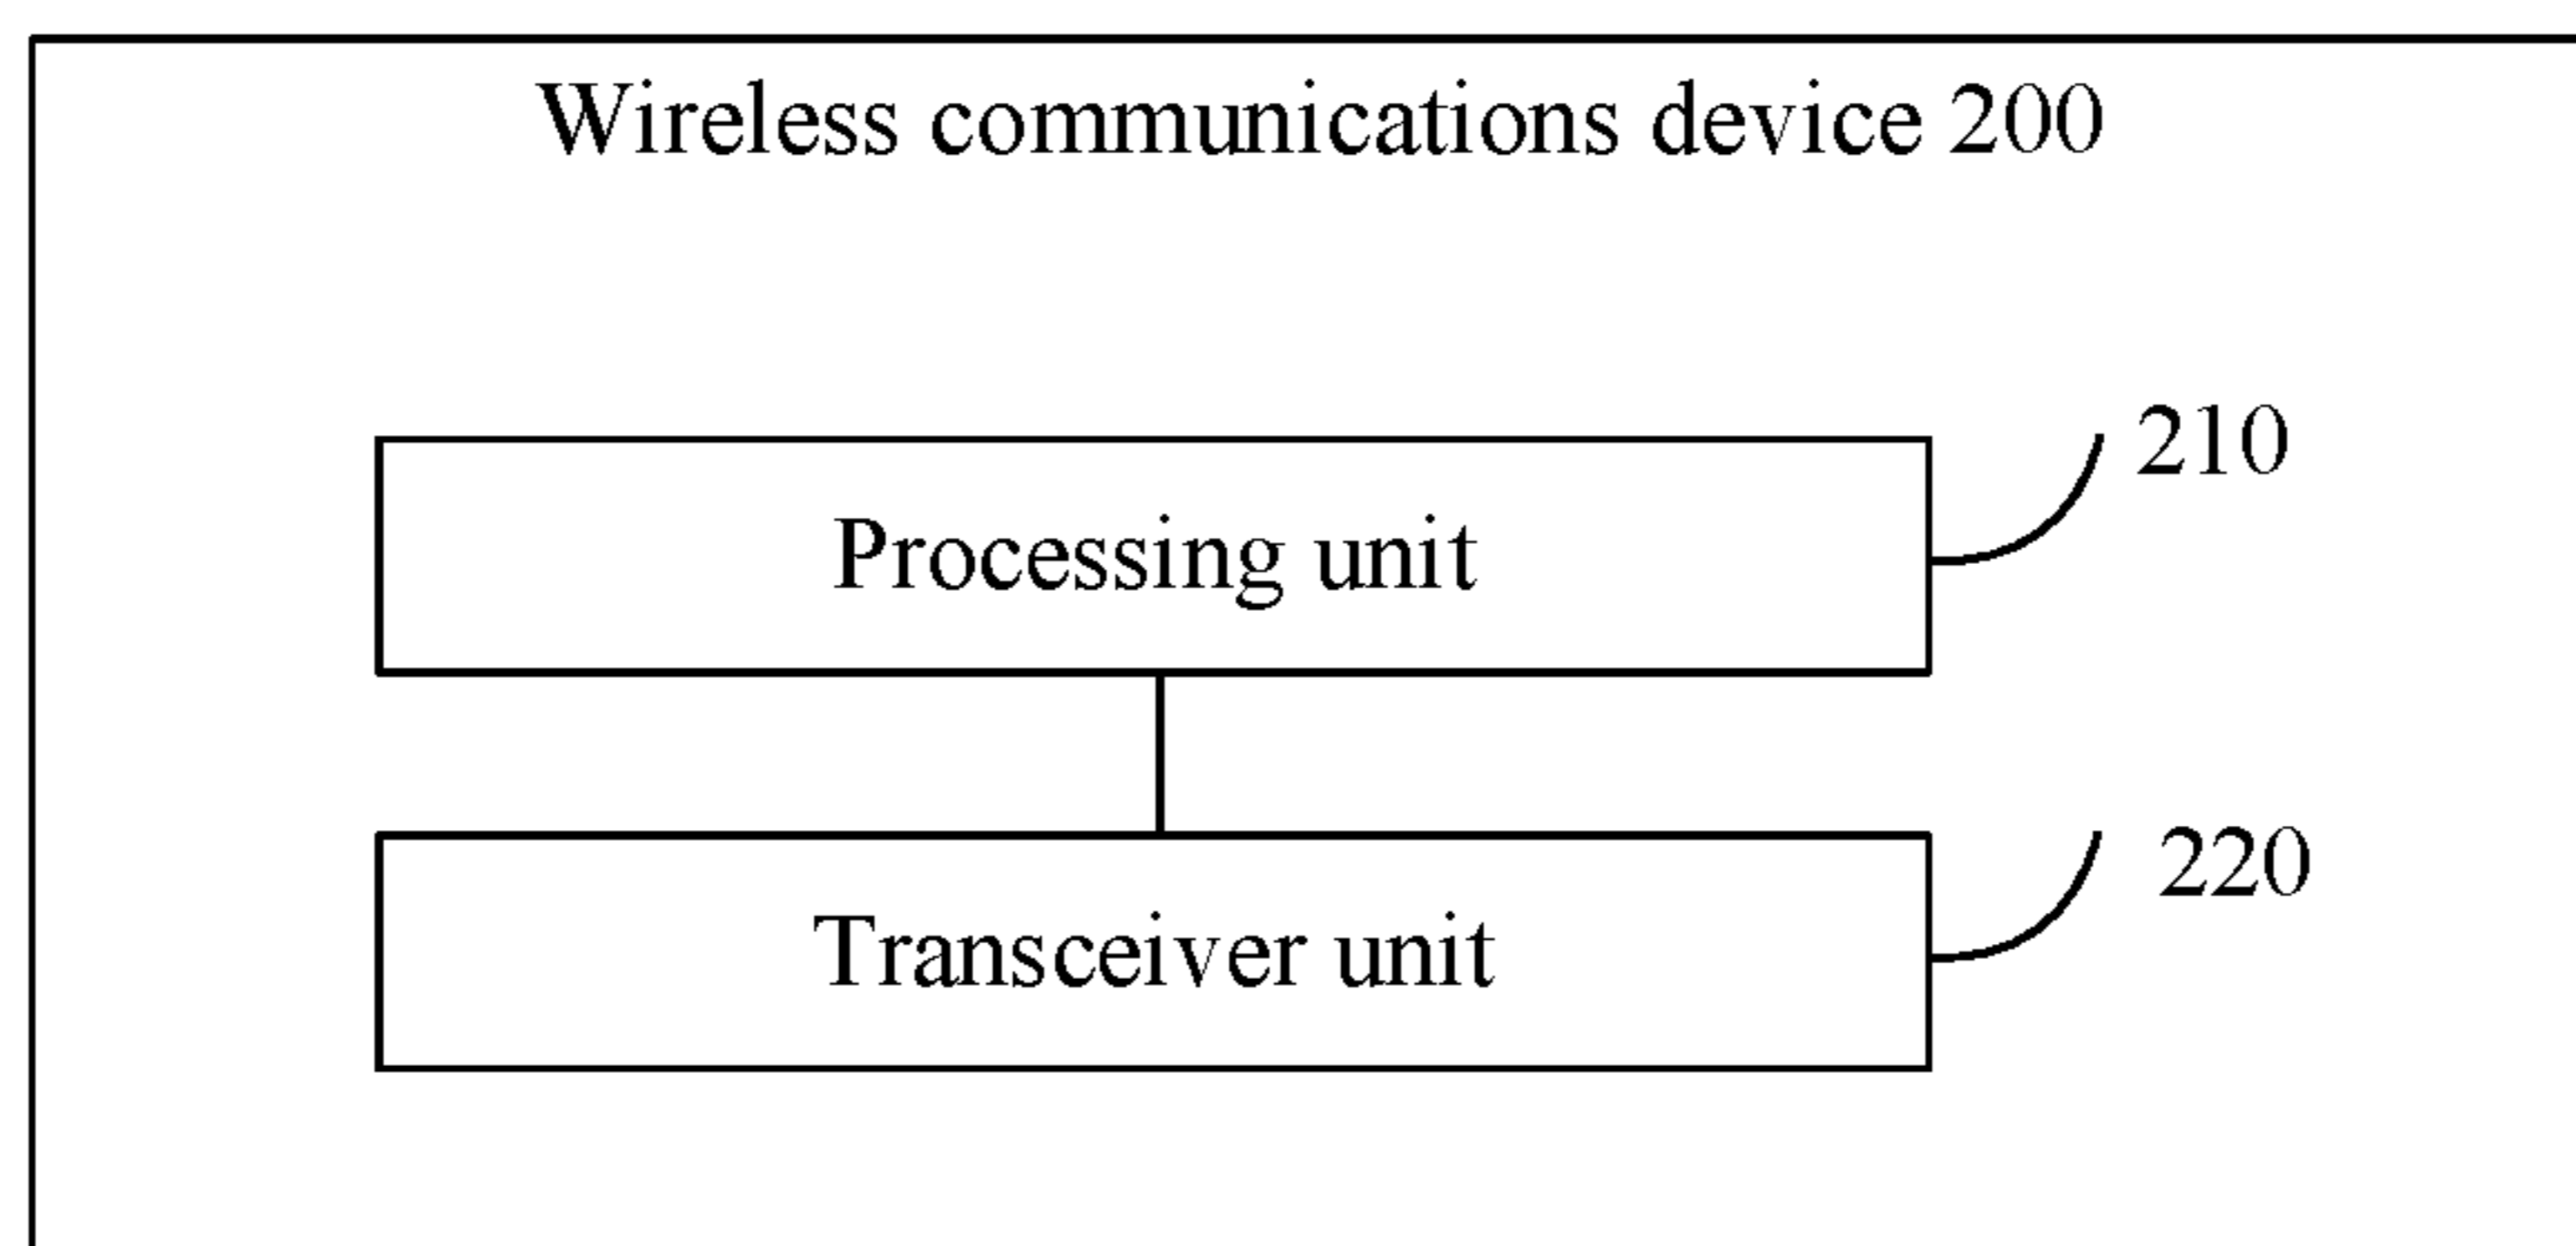 Wireless communications device 200
210
Processing unit
220
Transceiver unit